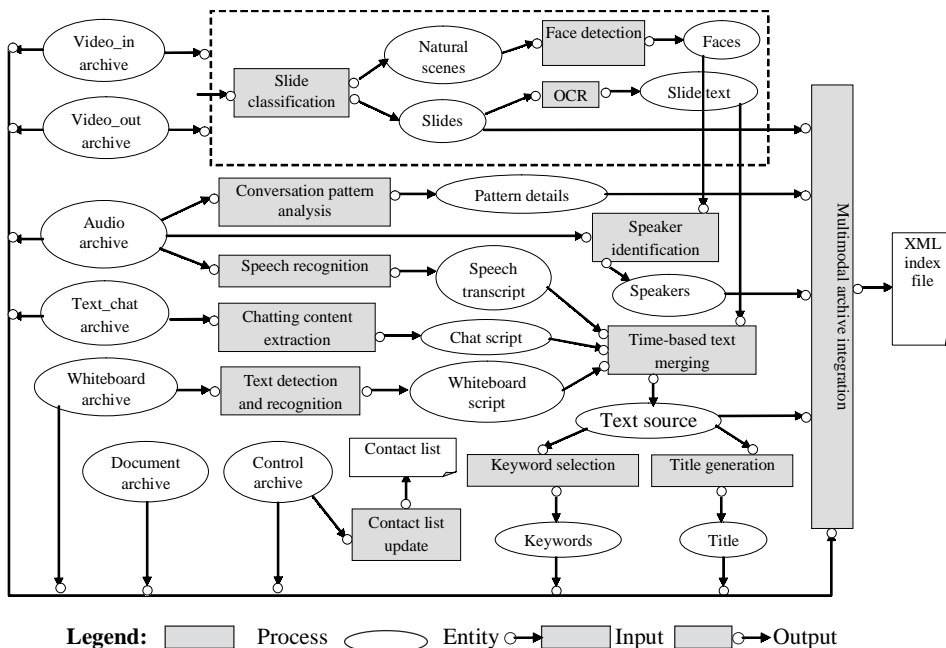 Video_in
archive
Slide
classification
Natural
scenes
Face detection
Faces
OCR
Slide text
Slides
Video_out
archive
Conversation pattern
analysis
Pattern details
Audio
archive
Speaker
identification
Speech recognition
Speech
transcript
Speakers
Text_chat
archive
Chatting content
extraction
Chat script
Time-based text
merging
Whiteboard
archive
Text detection
and recognition
Whiteboard
script
Text source
Document
archive
Control
archive
Contact list
Contact list
update
Keyword selection
Title generation
Keywords
Title
Multimodal archive integration
XML
index
file
Legend: Process Entity Input Output